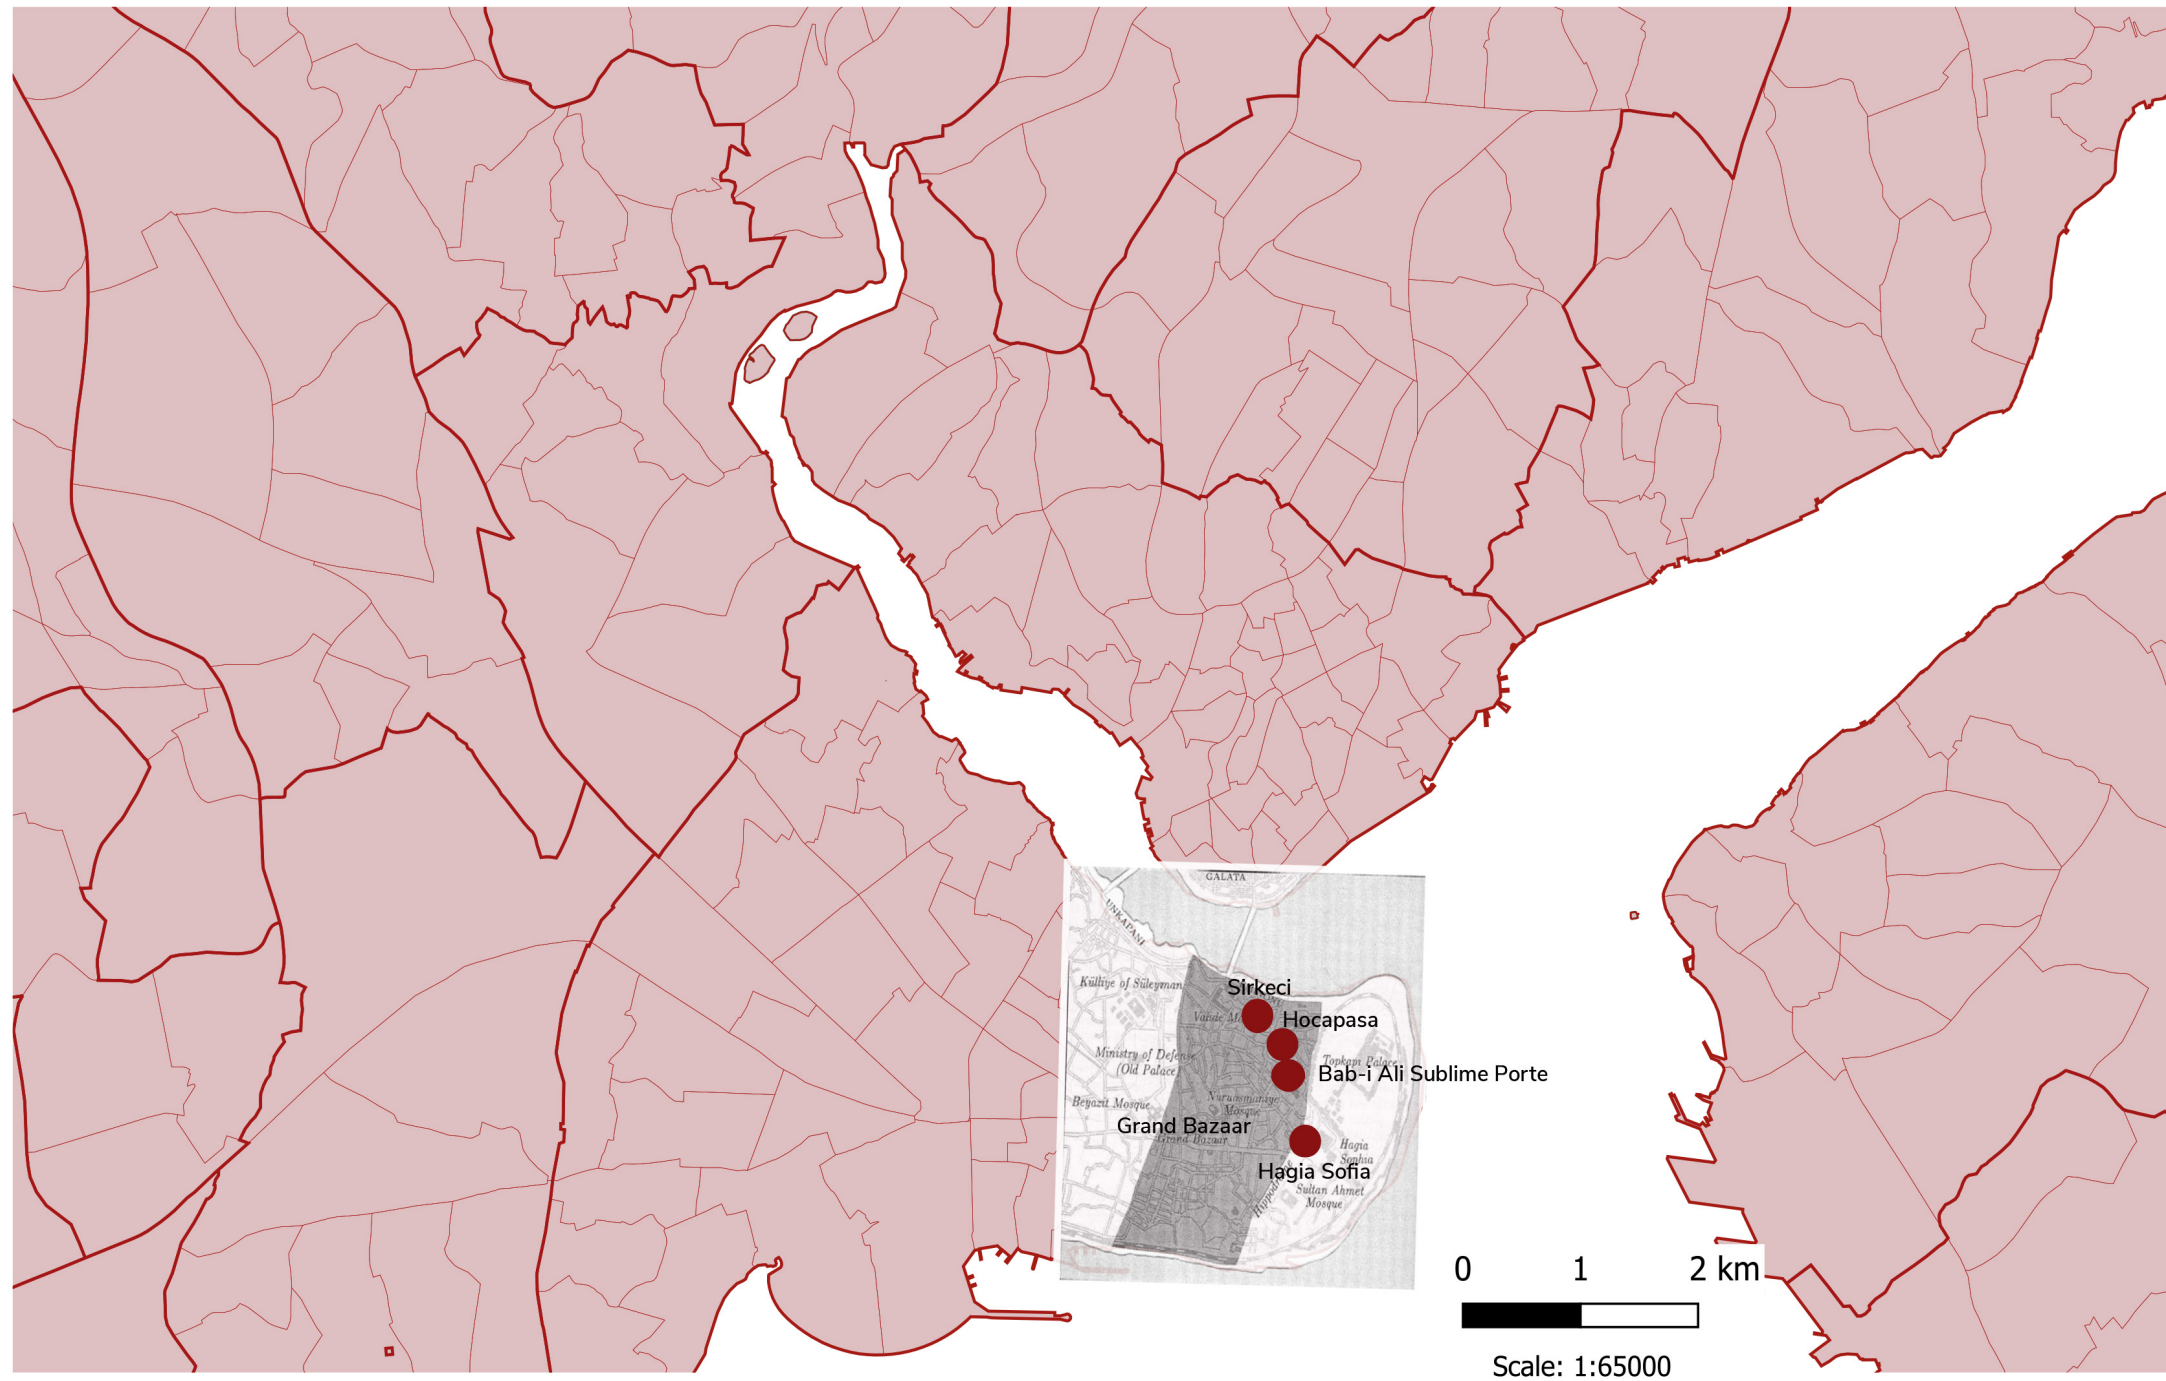 GALATA
UNKAPANI
Külliye of Süleyman
Sirkeci
Hocapasa
Ministry of Defense
(Old Palace)
Topkapı Palace
Bab-i Ali Sublime Porte
Nuruosmaniye
Mosque
Beyazit Mosque
Grand Bazaar
Grand Bazaar
Hagia
Sophia
Hagia Sofia
Sultan Ahmet
Mosque
0 1 2 km
Scale: 1:65000